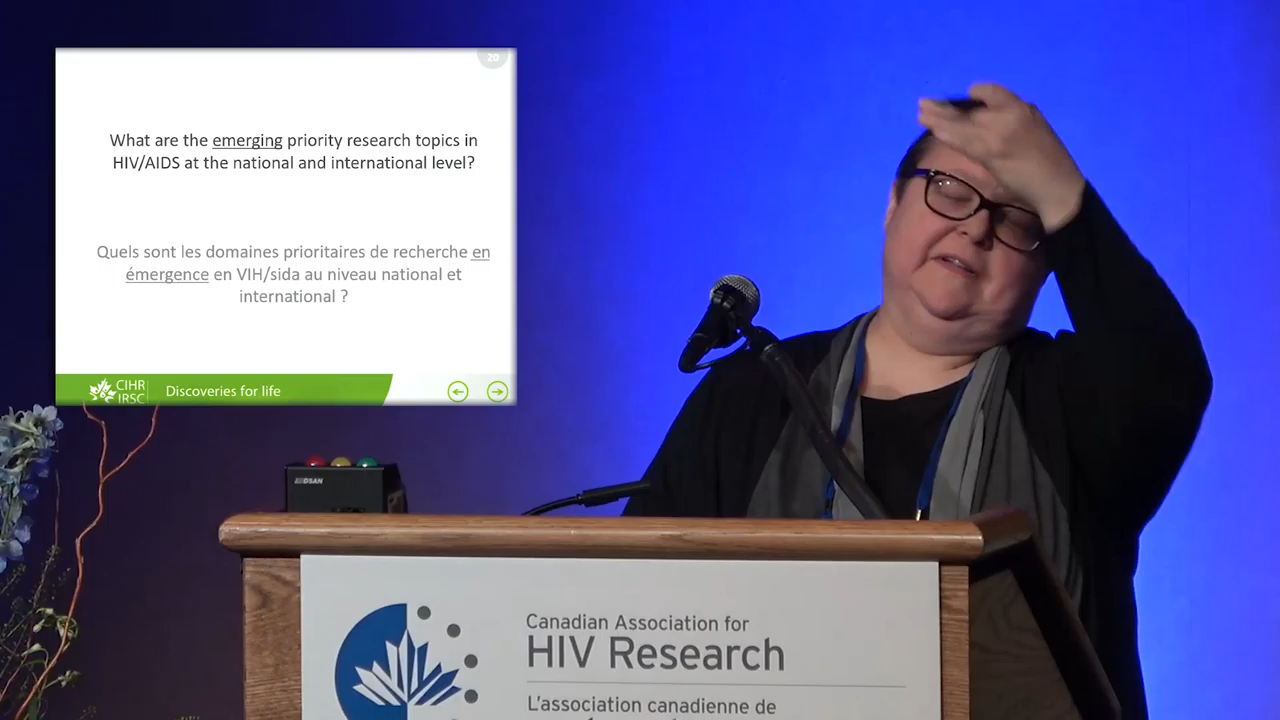 20
What are the emerging priority research topics in
HIV/AIDS at the national and international level?
Quels sont les domaines prioritaires de recherche en
émergence en VIH/sida au niveau national et
international ?
CIHR
IRSC
Discoveries for life
DSAN
Canadian Association for
HIV Research
L'association canadienne de